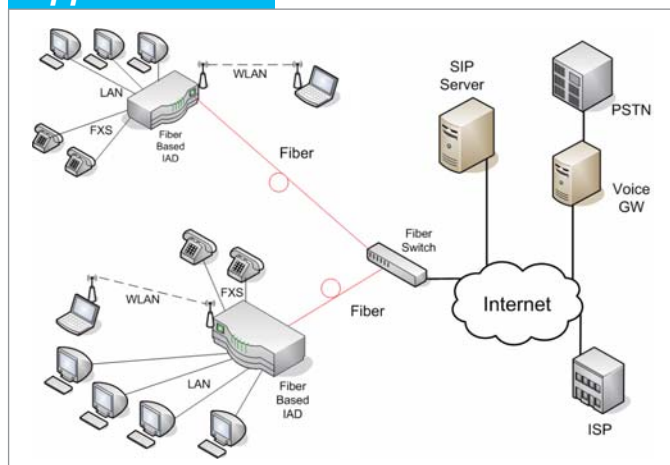 WLAN
LAN
FXS
Fiber
Based
IAD
Fiber
SIP
Server
PSTN
Voice
GW
Fiber
Switch
Internet
ISP
WLAN
FXS
Fiber
LAN
Fiber
Based
IAD